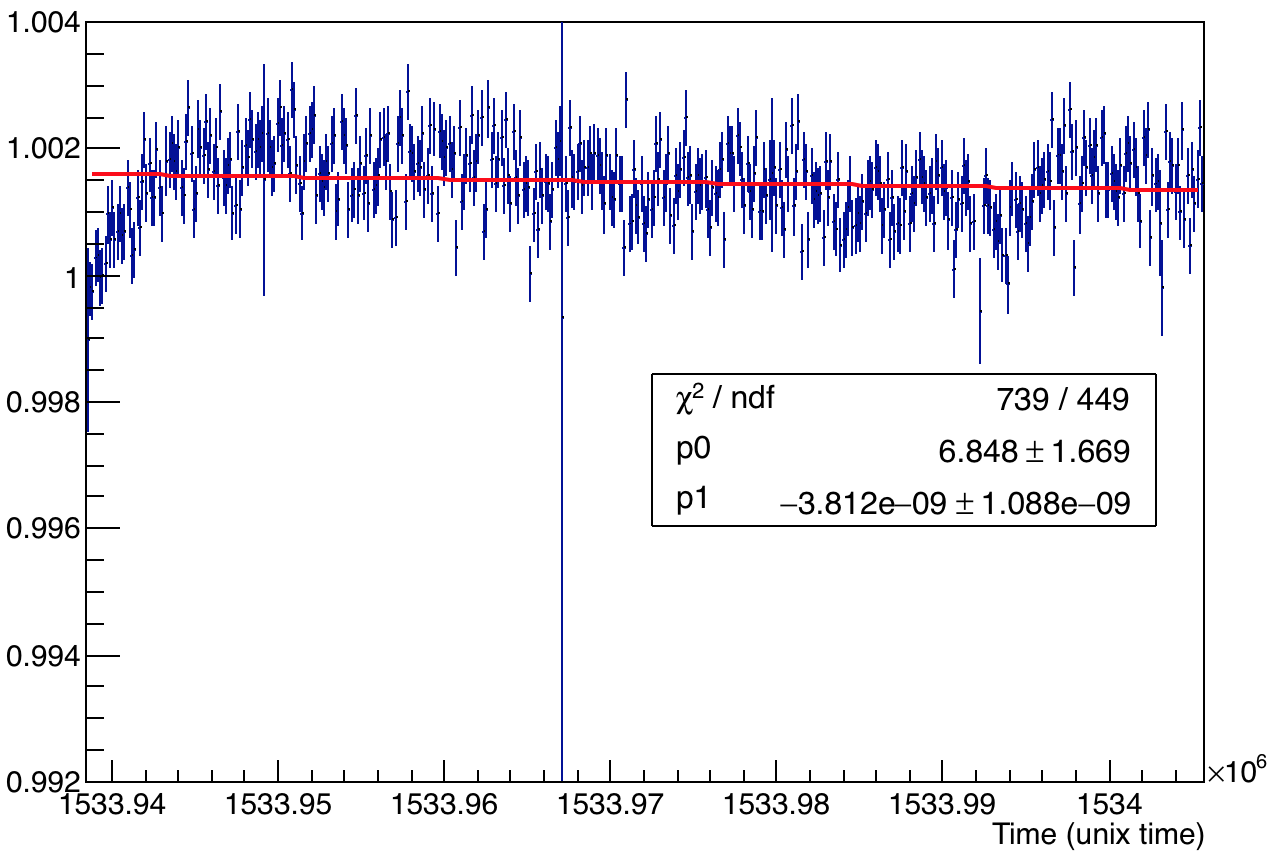 1.004
1.002
1
0.998
0.996
0.994
0.992
χ² / ndf 739 / 449
p0 6.848 ± 1.669
p1 −3.812e−09 ± 1.088e−09
1533.94 1533.95 1533.96 1533.97 1533.98 1533.99 1534 ×10⁶
Time (unix time)